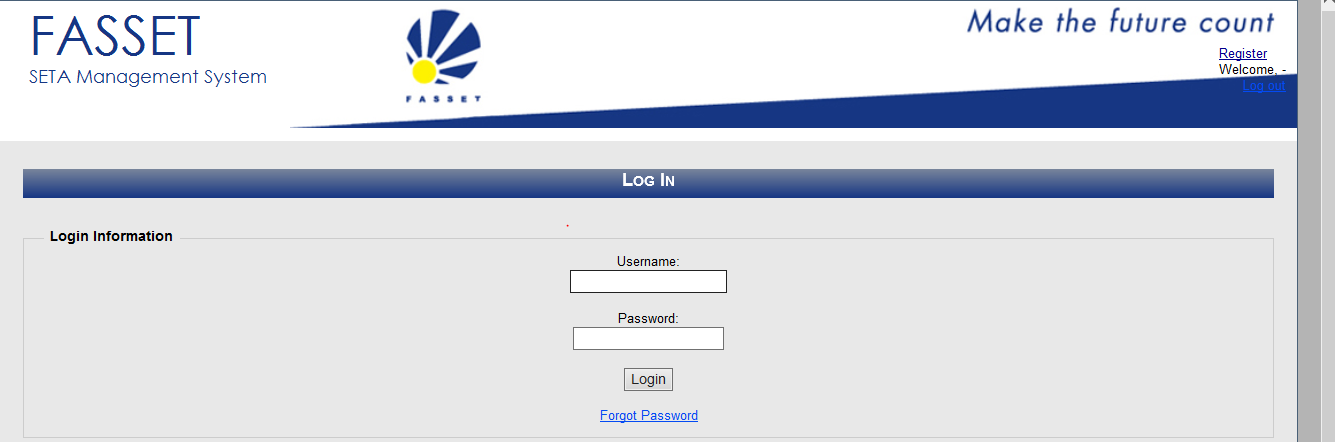 FASSET
SETA Management System
FASSET
Make the future count
Register
Welcome, -
Log out
LOG IN
.
Login Information
Username:
Password:
Login
Forgot Password